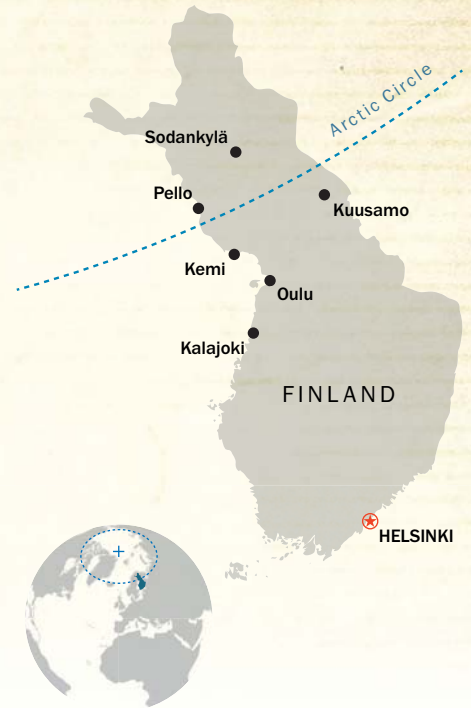 Arctic Circle
Sodankylä
Pello
Kuusamo
Kemi
Oulu
Kalajoki
FINLAND
HELSINKI